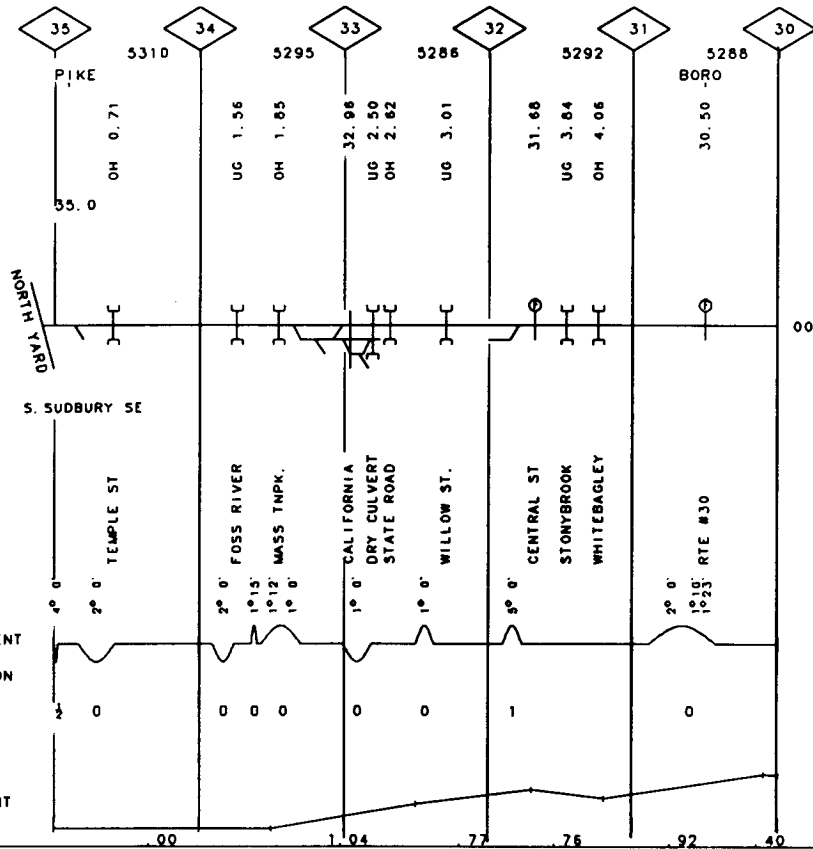 35 34 33 32 31 30
5310 5295 5286 5292 5288
PIKE BORO
OH 0.71
UG 1.56
OH 1.85
32.98
UG 2.50
OH 2.62
UG 3.01
31.68
UG 3.84
OH 4.06
30.50
35.0
NORTH YARD
00
S. SUDBURY SE
TEMPLE ST
FOSS RIVER
MASS TNPK.
CALIFORNIA
DRY CULVERT
STATE ROAD
WILLOW ST.
CENTRAL ST
STONYBROOK
WHITEBAGLEY
RTE #30
4° 0'
2° 0'
2° 0'
1° 15'
1° 12'
1° 0'
1° 0'
1° 0'
5° 0'
2° 0'
1° 10'
1° 23'
ENT
ON
½ 0 0 0 0 0 0 1 0
IT
.00 1.04 .77 .76 .92 .40